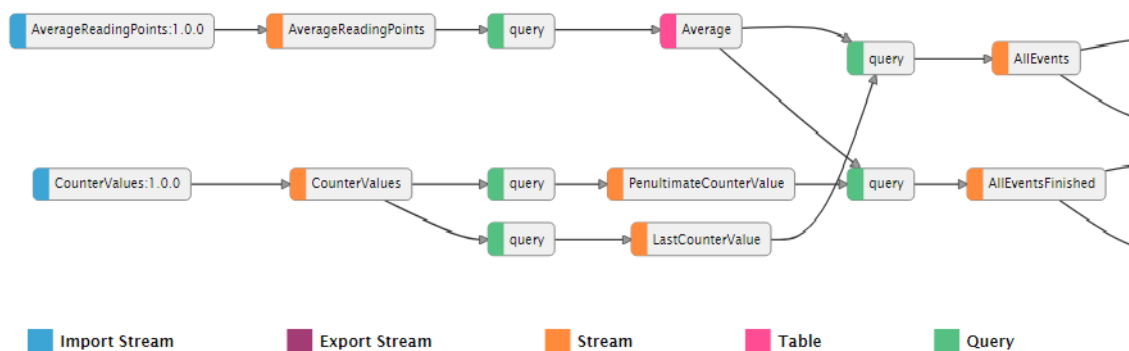 AverageReadingPoints:1.0.0
AverageReadingPoints
query
Average
query
AllEvents
CounterValues:1.0.0
CounterValues
query
PenultimateCounterValue
query
AllEventsFinished
query
LastCounterValue
Import Stream
Export Stream
Stream
Table
Query